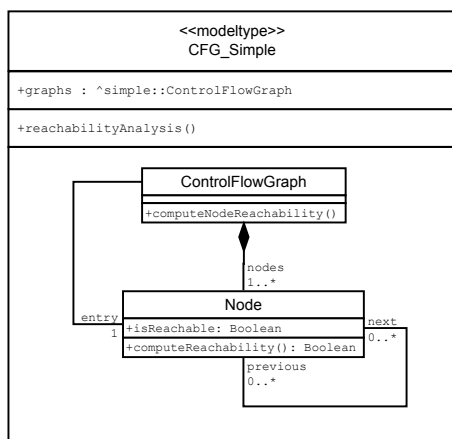 <<modeltype>>
CFG_Simple
+graphs : ^simple::ControlFlowGraph
+reachabilityAnalysis()
ControlFlowGraph
+computeNodeReachability()
nodes
1..*
Node
entry
1
+isReachable: Boolean
+computeReachability(): Boolean
next
0..*
previous
0..*